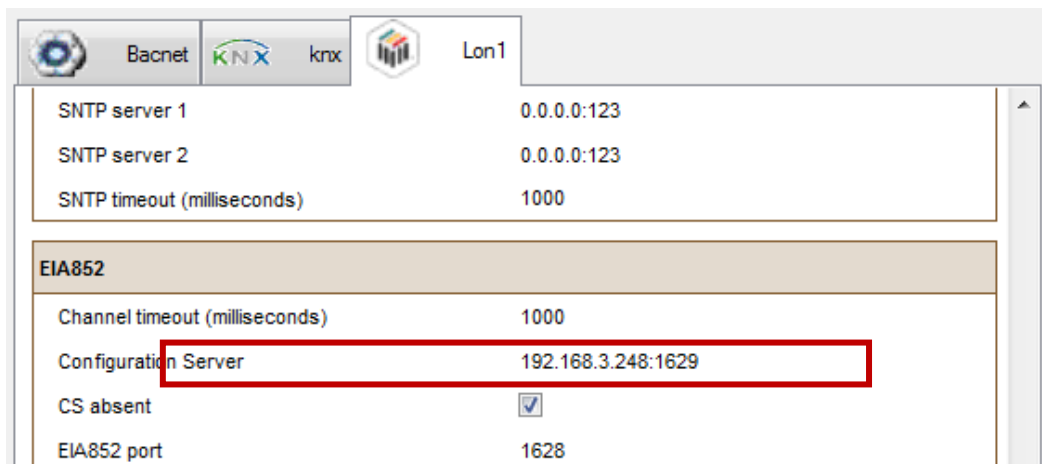 Bacnet KNX knx Lon1
SNTP server 1 0.0.0.0:123
SNTP server 2 0.0.0.0:123
SNTP timeout (milliseconds) 1000
EIA852
Channel timeout (milliseconds) 1000
Configuration Server 192.168.3.248:1629
CS absent
EIA852 port 1628